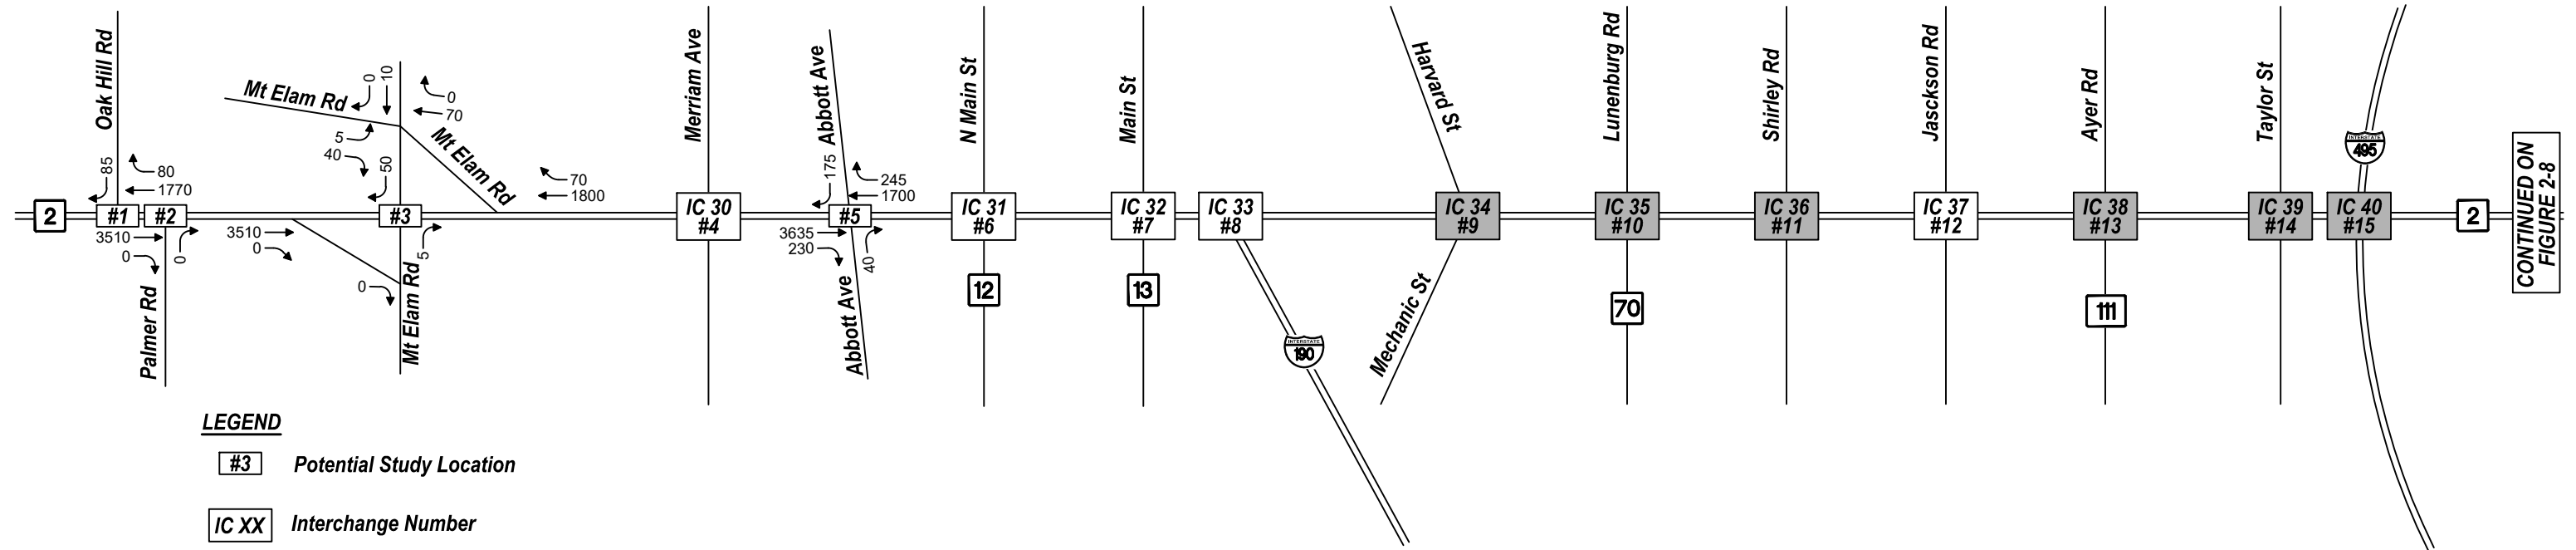 Oak Hill Rd
85
80
1770
2
#1
#2
3510
0
0
Palmer Rd
Mt Elam Rd
0
10
0
70
5
40
50
Mt Elam Rd
70
1800
3510
0
#3
5
0
Mt Elam Rd
Merriam Ave
IC 30
#4
Abbott Ave
175
245
1700
#5
3635
230
40
Abbott Ave
N Main St
IC 31
#6
12
Main St
IC 32
#7
13
IC 33
#8
INTERSTATE
190
Harvard St
IC 34
#9
Mechanic St
Lunenburg Rd
IC 35
#10
70
Shirley Rd
IC 36
#11
Jasckson Rd
IC 37
#12
Ayer Rd
IC 38
#13
111
Taylor St
IC 39
#14
INTERSTATE
495
IC 40
#15
2
CONTINUED ON
FIGURE 2-8
LEGEND
#3 Potential Study Location
IC XX Interchange Number